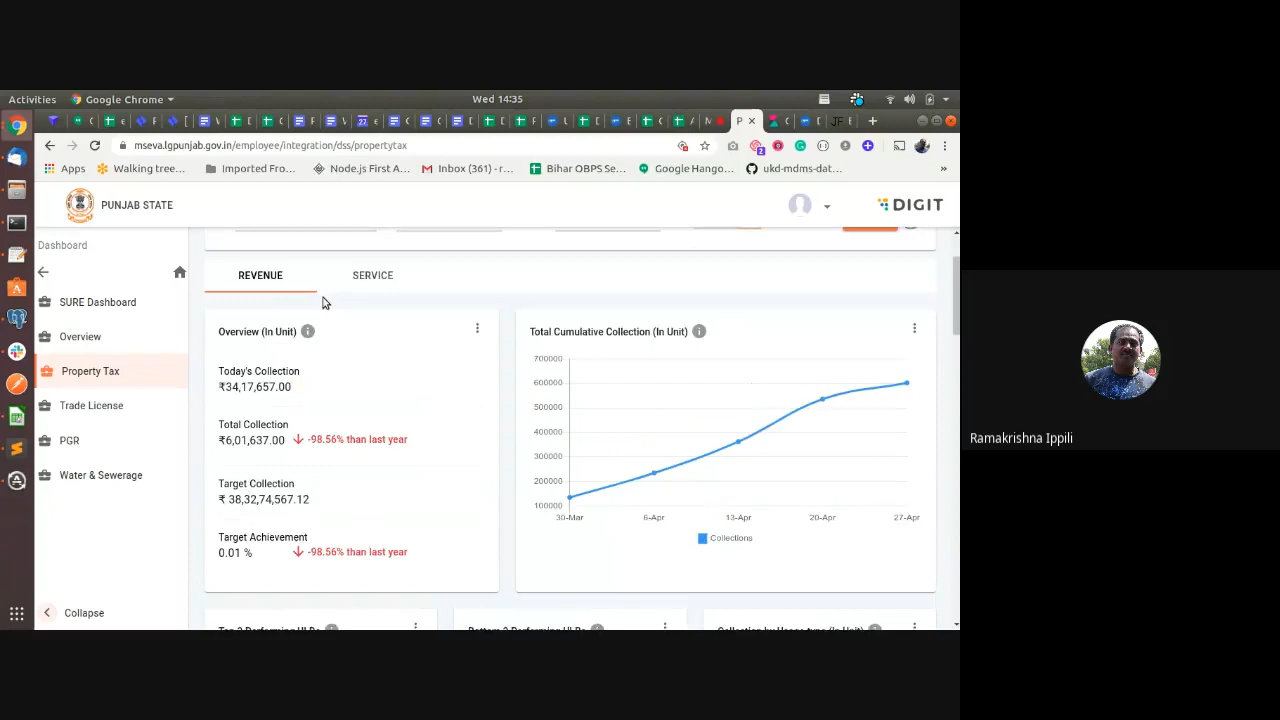 Activities Google Chrome Wed 14:35
mseva.lgpunjab.gov.in/employee/integration/dss/propertytax
Apps Walking tree... Imported Fro... Node.js First A... Inbox (361) - r... Bihar OBPS Se... Google Hango... ukd-mdms-dat... »
PUNJAB STATE DIGIT
Dashboard
SURE Dashboard
Overview
Property Tax
Trade License
PGR
Water & Sewerage
Collapse
REVENUE SERVICE
Overview (In Unit)
Today's Collection
₹34,17,657.00
Total Collection
₹6,01,637.00 -98.56% than last year
Target Collection
₹ 38,32,74,567.12
Target Achievement
0.01 % -98.56% than last year
Total Cumulative Collection (In Unit)
700000
600000
500000
400000
300000
200000
100000
30-Mar 6-Apr 13-Apr 20-Apr 27-Apr
Collections
Ramakrishna Ippili